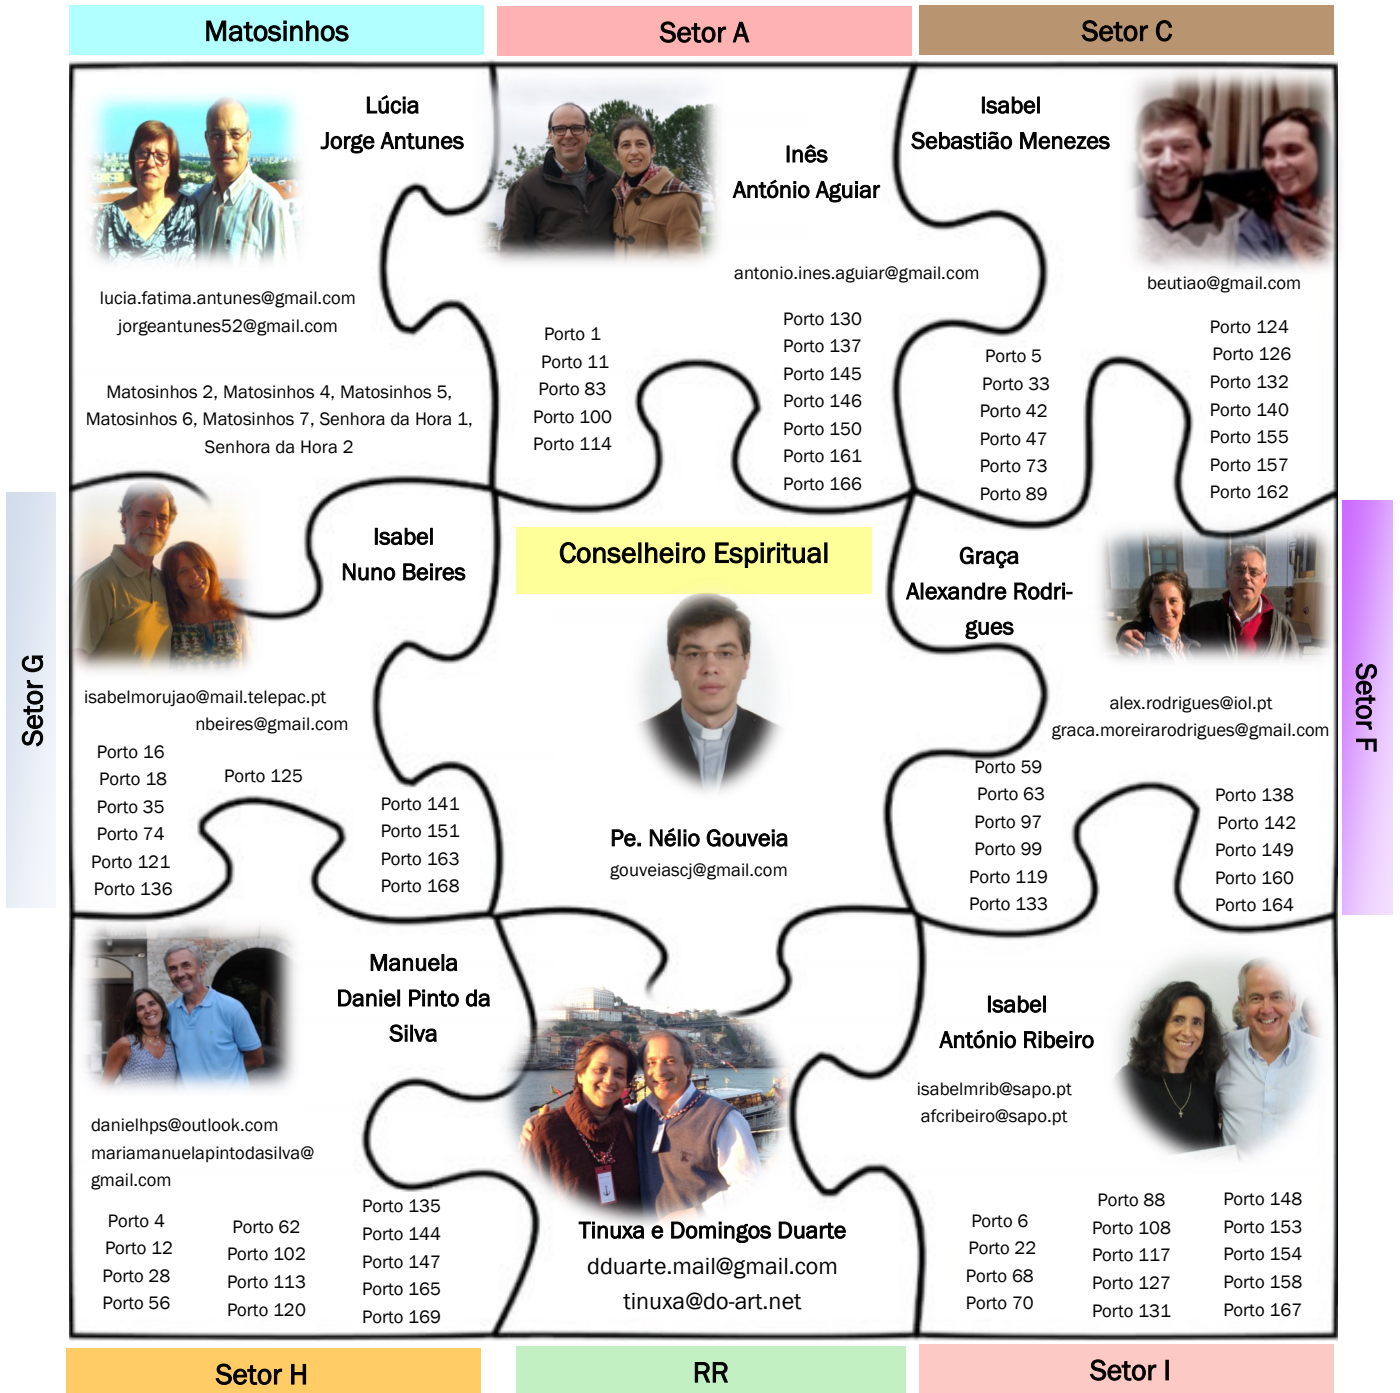 Matosinhos
Setor A
Setor C
Lúcia
Jorge Antunes
lucia.fatima.antunes@gmail.com
jorgeantunes52@gmail.com
Matosinhos 2, Matosinhos 4, Matosinhos 5,
Matosinhos 6, Matosinhos 7, Senhora da Hora 1,
Senhora da Hora 2
Inês
António Aguiar
antonio.ines.aguiar@gmail.com
Porto 1
Porto 11
Porto 83
Porto 100
Porto 114
Porto 130
Porto 137
Porto 145
Porto 146
Porto 150
Porto 161
Porto 166
Isabel
Sebastião Menezes
beutiao@gmail.com
Porto 5
Porto 33
Porto 42
Porto 47
Porto 73
Porto 89
Porto 124
Porto 126
Porto 132
Porto 140
Porto 155
Porto 157
Porto 162
Setor G
Isabel
Nuno Beires
isabelmorujao@mail.telepac.pt
nbeires@gmail.com
Porto 16
Porto 18
Porto 35
Porto 74
Porto 121
Porto 136
Porto 125
Porto 141
Porto 151
Porto 163
Porto 168
Conselheiro Espiritual
Pe. Nélio Gouveia
gouveiascj@gmail.com
Graça
Alexandre Rodri-
gues
alex.rodrigues@iol.pt
graca.moreirarodrigues@gmail.com
Porto 59
Porto 63
Porto 97
Porto 99
Porto 119
Porto 133
Porto 138
Porto 142
Porto 149
Porto 160
Porto 164
Setor F
Manuela
Daniel Pinto da
Silva
danielhps@outlook.com
mariamanuelapintodasilva@
gmail.com
Porto 4
Porto 12
Porto 28
Porto 56
Porto 62
Porto 102
Porto 113
Porto 120
Porto 135
Porto 144
Porto 147
Porto 165
Porto 169
Tinuxa e Domingos Duarte
dduarte.mail@gmail.com
tinuxa@do-art.net
Isabel
António Ribeiro
isabelmrib@sapo.pt
afcribeiro@sapo.pt
Porto 6
Porto 22
Porto 68
Porto 70
Porto 88
Porto 108
Porto 117
Porto 127
Porto 131
Porto 148
Porto 153
Porto 154
Porto 158
Porto 167
Setor H
RR
Setor I